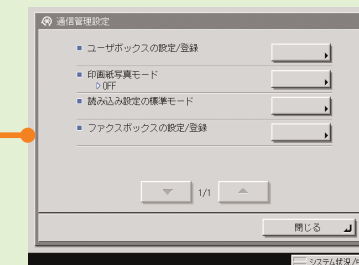 通信管理設定
ユーザボックスの設定/登録
印画紙写真モード
▷ OFF
読み込み設定の標準モード
ファクスボックスの設定/登録
1/1
閉じる
システム状況/